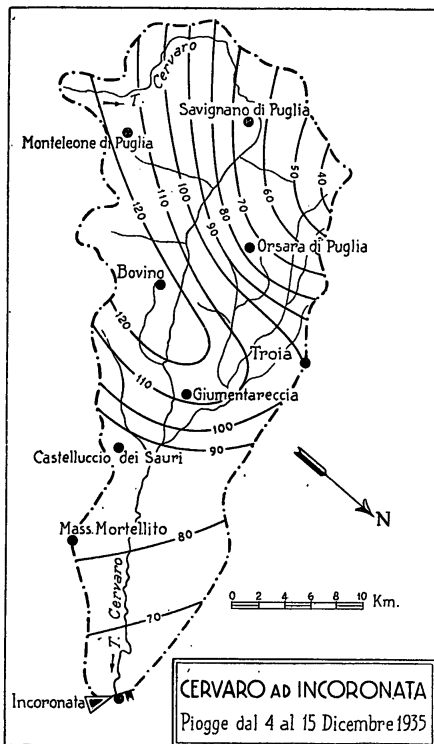 T. Cervaro
Savignano di Puglia
Monteleone di Puglia
120
110
100
90
80
70
60
50
40
Orsara di Puglia
Bovino
120
Troia
110
Giumentareccia
100
90
Castelluccio dei Sauri
N
Mass. Mortellito
80
T. Cervaro
0 2 4 6 8 10
Km.
70
Incoronata
CERVARO AD INCORONATA
Piogge dal 4 al 15 Dicembre 1935